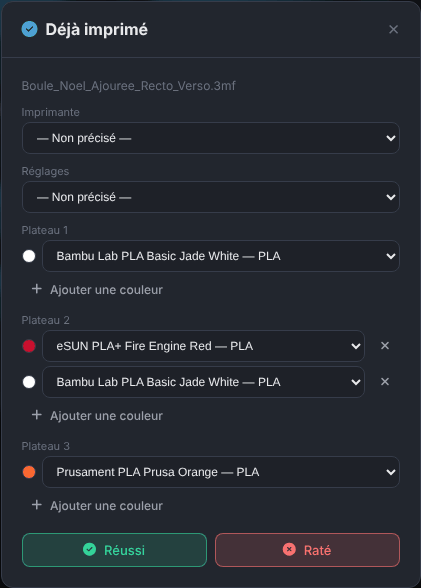 Déjà imprimé
Boule_Noel_Ajouree_Recto_Verso.3mf
Imprimante
— Non précisé —
Réglages
— Non précisé —
Plateau 1
Bambu Lab PLA Basic Jade White — PLA
+ Ajouter une couleur
Plateau 2
eSUN PLA+ Fire Engine Red — PLA
Bambu Lab PLA Basic Jade White — PLA
+ Ajouter une couleur
Plateau 3
Prusament PLA Prusa Orange — PLA
+ Ajouter une couleur
Réussi
Raté